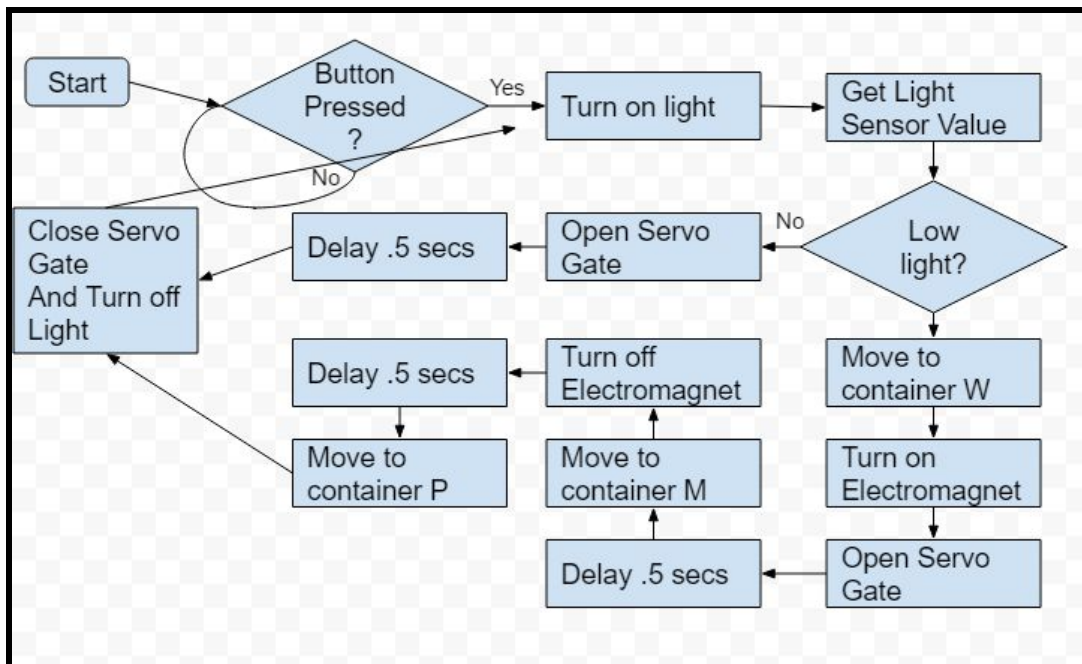 Start
Button
Pressed
?
Yes
No
Turn on light
Get Light
Sensor Value
Low
light?
No
Open Servo
Gate
Delay .5 secs
Close Servo
Gate
And Turn off
Light
Move to
container W
Turn on
Electromagnet
Open Servo
Gate
Delay .5 secs
Move to
container M
Turn off
Electromagnet
Delay .5 secs
Move to
container P